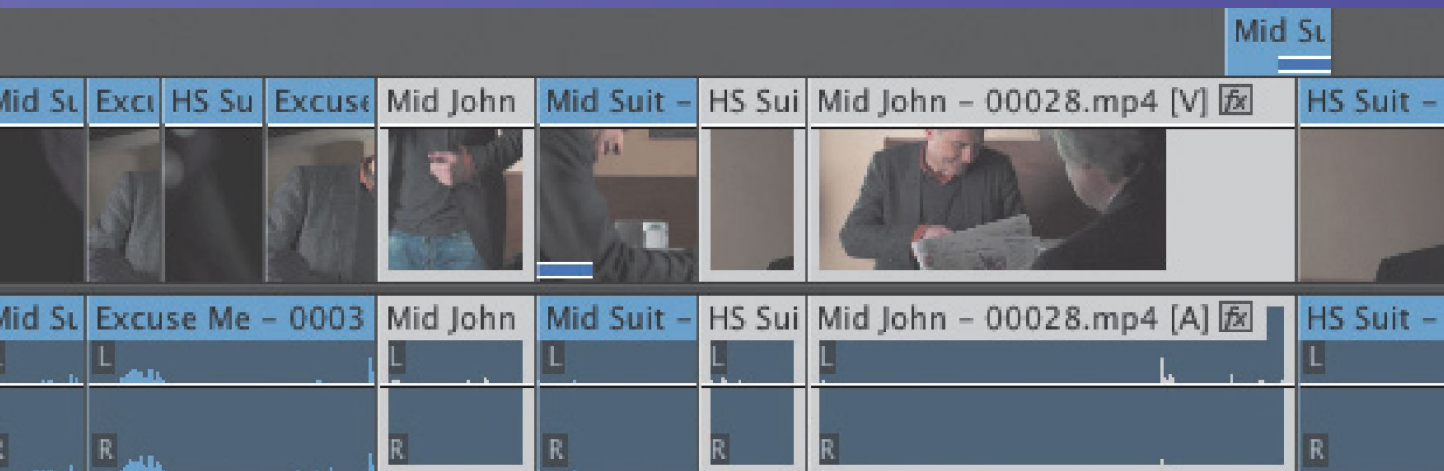 Mid Su
Mid Su Excu HS Su Excuse Mid John Mid Suit – HS Sui Mid John – 00028.mp4 [V] fx HS Suit –
Mid Su Excuse Me – 0003 Mid John Mid Suit – HS Sui Mid John – 00028.mp4 [A] fx HS Suit –
L L L L L L L
R R R R R R R